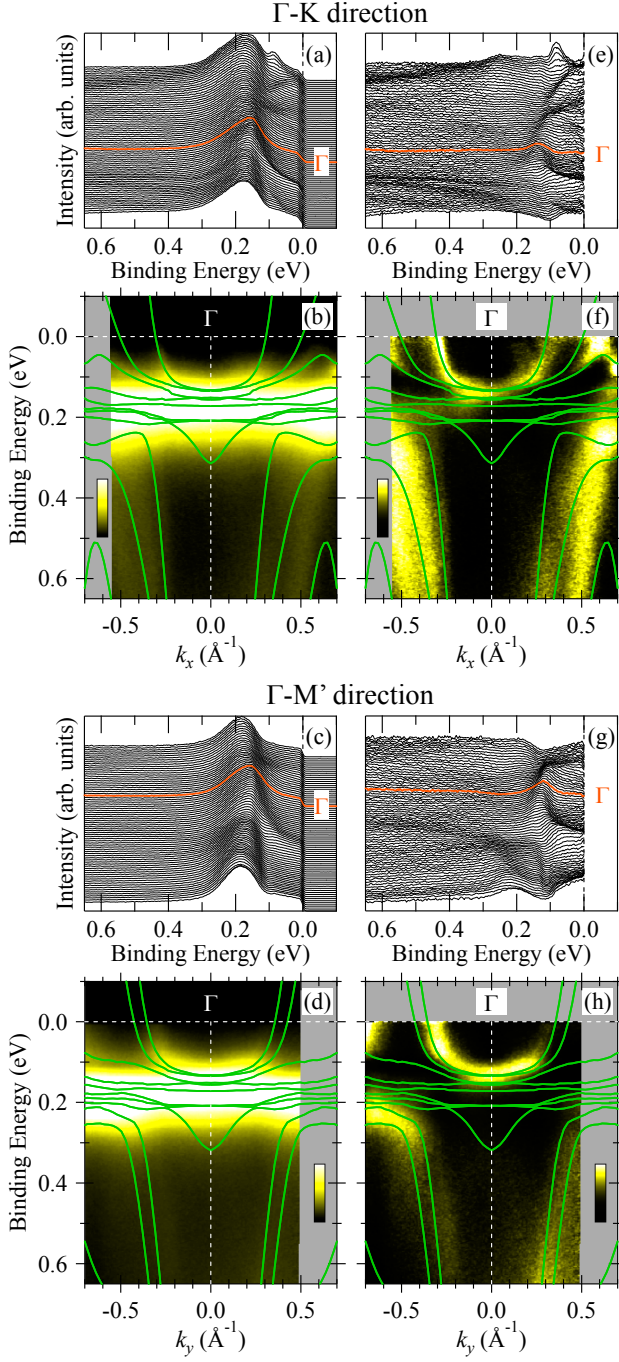 Γ-K direction
(a)
(e)
Intensity (arb. units)
Γ
Γ
0.6 0.4 0.2 0.0
0.6 0.4 0.2 0.0
Binding Energy (eV)
Binding Energy (eV)
Γ
(b)
Γ
(f)
0.0
0.2
0.4
0.6
Binding Energy (eV)
-0.5 0.0 0.5
-0.5 0.0 0.5
kx (Å-1)
kx (Å-1)
Γ-M’ direction
(c)
(g)
Intensity (arb. units)
Γ
Γ
0.6 0.4 0.2 0.0
0.6 0.4 0.2 0.0
Binding Energy (eV)
Binding Energy (eV)
Γ
(d)
Γ
(h)
0.0
0.2
0.4
0.6
Binding Energy (eV)
-0.5 0.0 0.5
-0.5 0.0 0.5
ky (Å-1)
ky (Å-1)